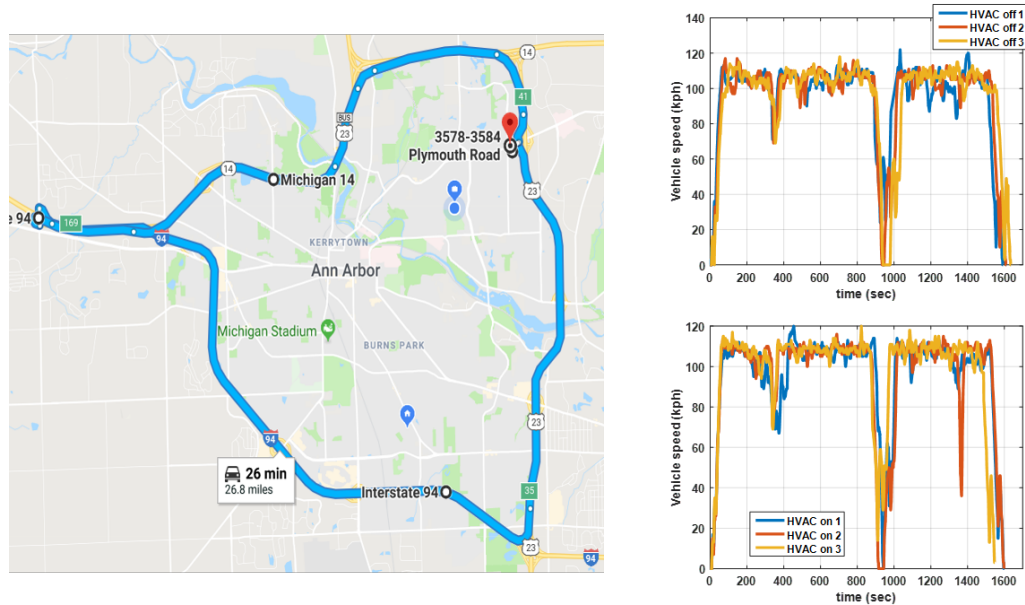 14
41
BUS
23
3578-3584
Plymouth Road
14
Michigan 14
23
e 94
169
94
KERRYTOWN
Ann Arbor
Michigan Stadium
BURNS PARK
23
94
26 min
26.8 miles
Interstate 94
35
23
94
HVAC off 1
HVAC off 2
HVAC off 3
140
120
100
80
60
40
20
0
Vehicle speed (kph)
0 200 400 600 800 1000 1200 1400 1600
time (sec)
120
100
80
60
40
20
0
Vehicle speed (kph)
HVAC on 1
HVAC on 2
HVAC on 3
0 200 400 600 800 1000 1200 1400 1600
time (sec)